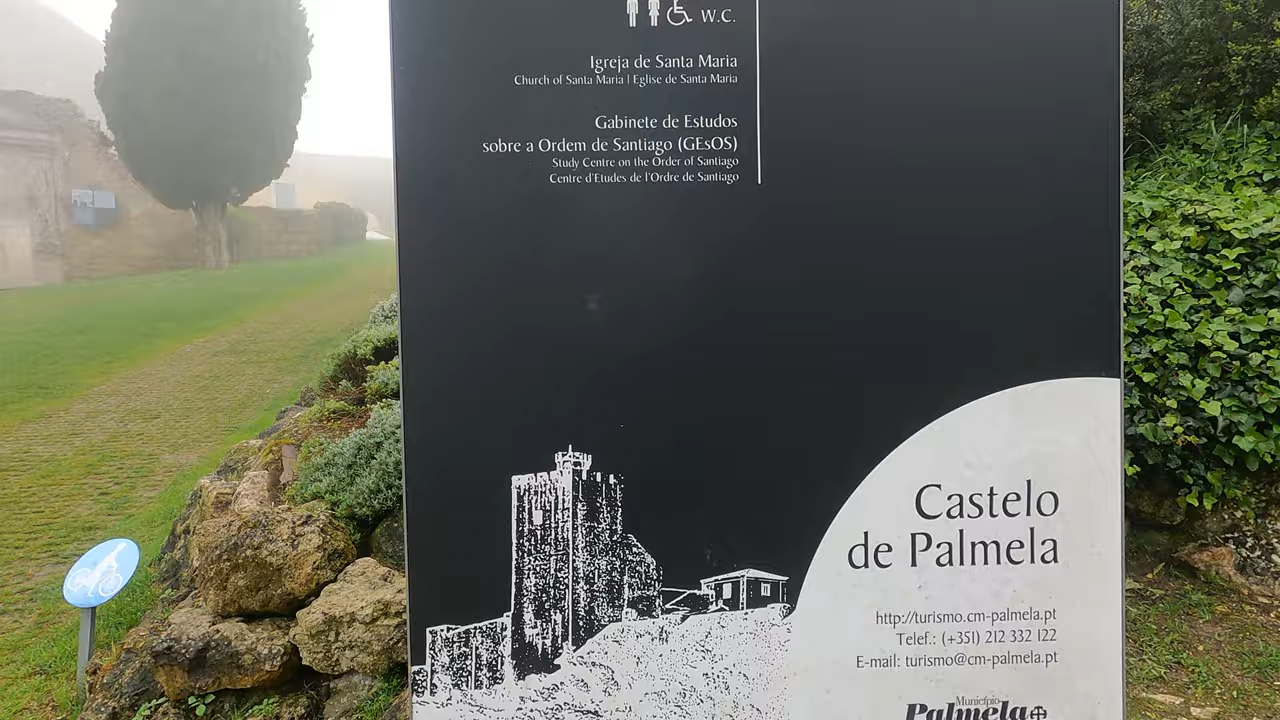 W.C.
Igreja de Santa Maria
Church of Santa Maria | Eglise de Santa Maria
Gabinete de Estudos
sobre a Ordem de Santiago (GEsOS)
Study Centre on the Order of Santiago
Centre d'Etudes de l'Ordre de Santiago
Castelo
de Palmela
http://turismo.cm-palmela.pt
Telef.: (+351) 212 332 122
E-mail: turismo@cm-palmela.pt
Município
Palmela